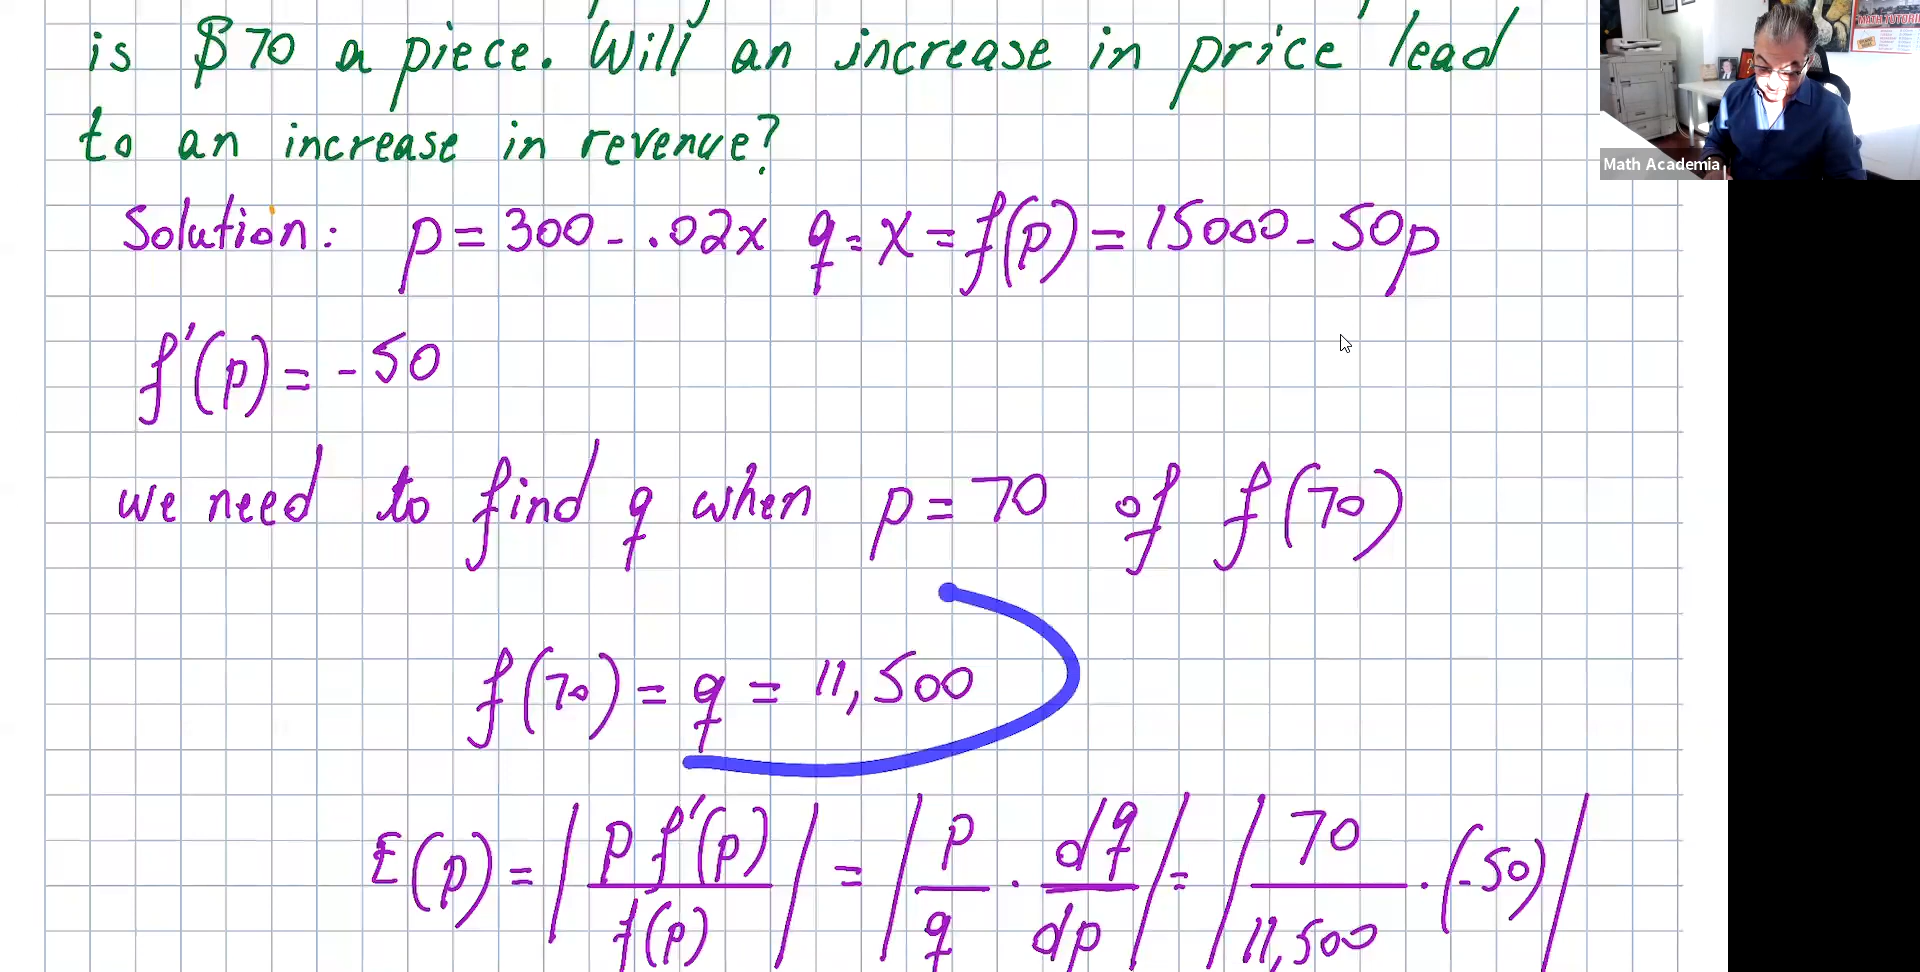 is $70 a piece. Will an increase in price lead
to an increase in revenue?
Solution: p = 300 - .02x q = x = f(p) = 15000 - 50p
f'(p) = -50
we need to find q when p = 70 of f(70)
f(70) = q = 11,500
E(p) = | p f'(p) / f(p) | = | p / q · dq / dp | = | 70 / 11,500 · (-50) |
Math Academia